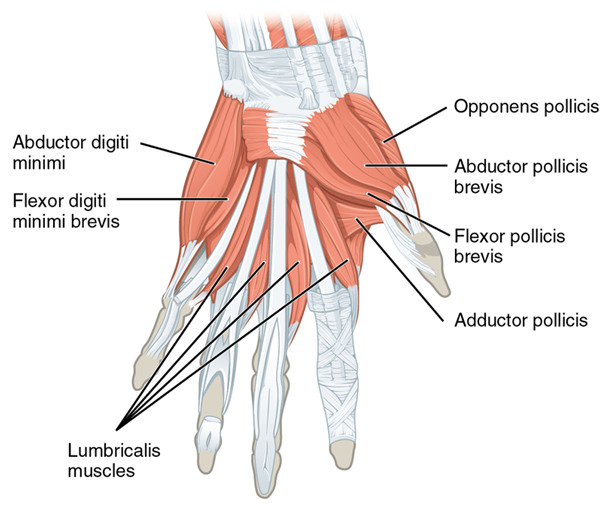 Abductor digiti
minimi
Flexor digiti
minimi brevis
Lumbricalis
muscles
Opponens pollicis
Abductor pollicis
brevis
Flexor pollicis
brevis
Adductor pollicis